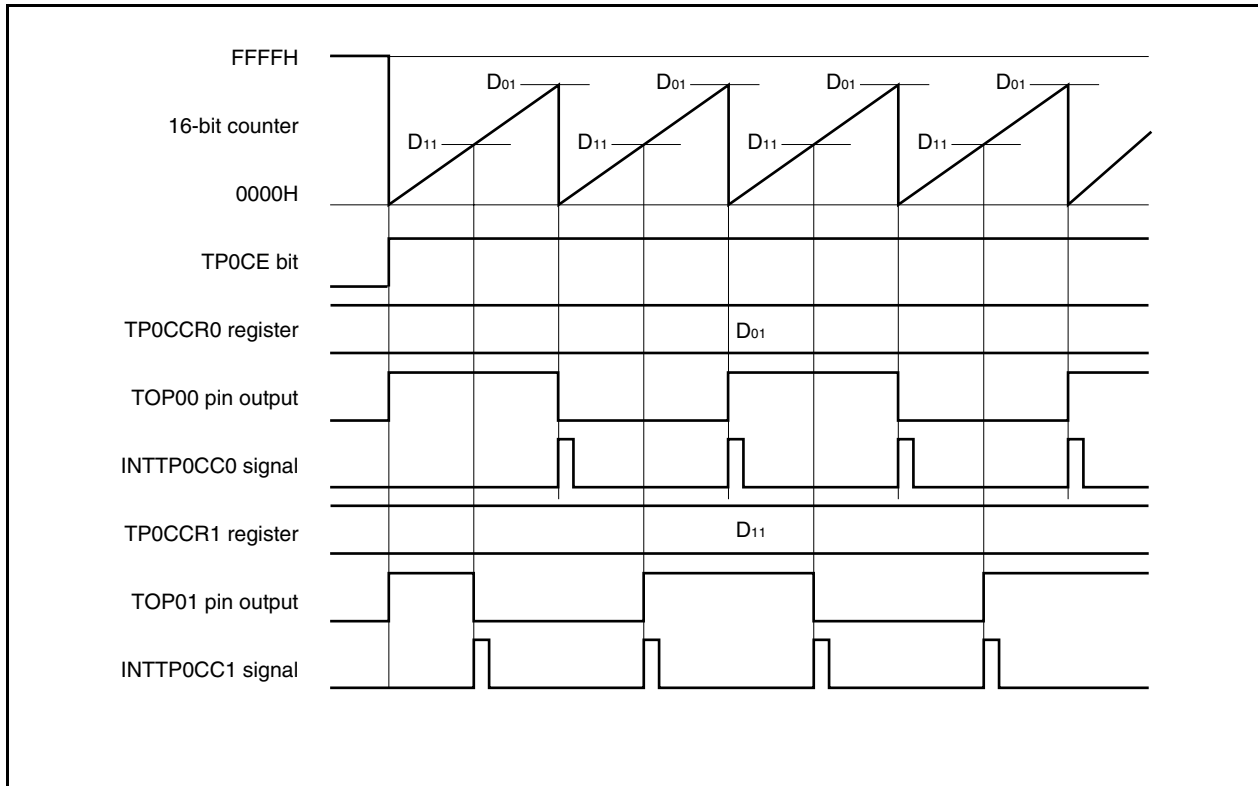 FFFFH
D01 D01 D01 D01
16-bit counter
D11 D11 D11 D11
0000H
TP0CE bit
TP0CCR0 register
D01
TOP00 pin output
INTTP0CC0 signal
TP0CCR1 register
D11
TOP01 pin output
INTTP0CC1 signal